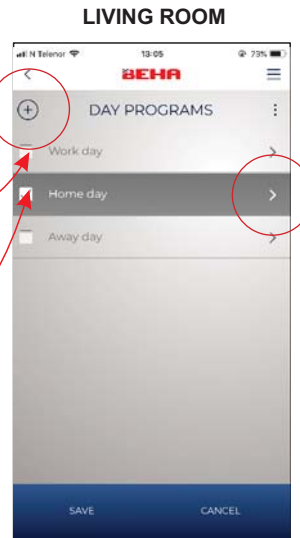 LIVING ROOM
N Telenor 13:05 73%
BEHA
DAY PROGRAMS
Work day
Home day
Away day
SAVE CANCEL